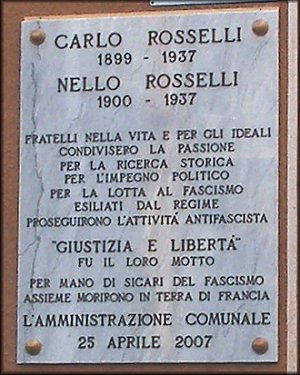 CARLO ROSSELLI
1899 - 1937
NELLO ROSSELLI
1900 - 1937
FRATELLI NELLA VITA E PER GLI IDEALI
CONDIVISERO LA PASSIONE
PER LA RICERCA STORICA
PER L'IMPEGNO POLITICO
PER LA LOTTA AL FASCISMO
ESILIATI DAL REGIME
PROSEGUIRONO L'ATTIVITÁ ANTIFASCISTA
"GIUSTIZIA E LIBERTÁ"
FU IL LORO MOTTO
PER MANO DI SICARI DEL FASCISMO
ASSIEME MORIRONO IN TERRA DI FRANCIA
L'AMMINISTRAZIONE COMUNALE
25 APRILE 2007